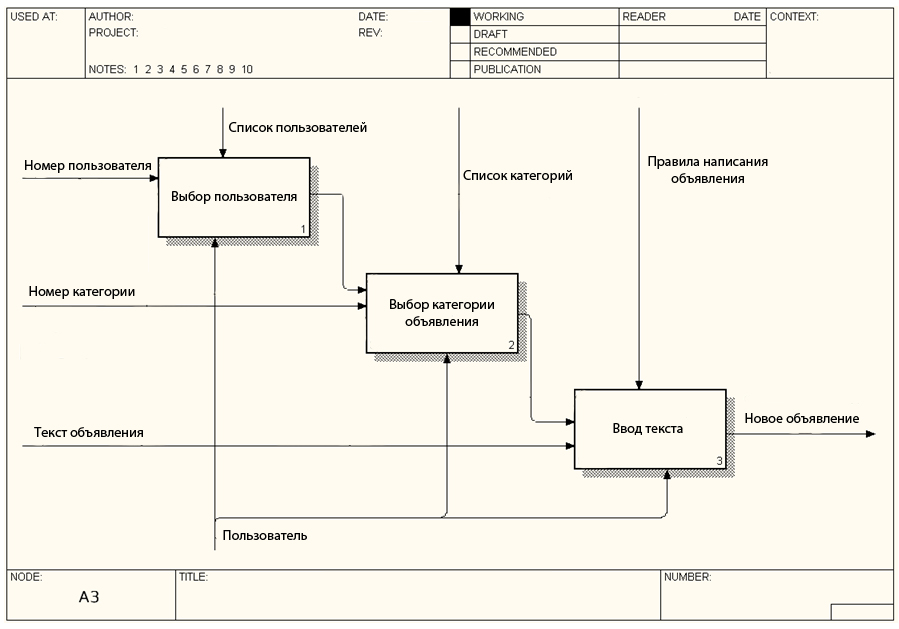 USED AT:
AUTHOR:
DATE:
WORKING
READER
DATE
CONTEXT:
PROJECT:
REV:
DRAFT
RECOMMENDED
NOTES: 1 2 3 4 5 6 7 8 9 10
PUBLICATION
Список пользователей
Номер пользователя
Выбор пользователя
1
Список категорий
Правила написания
объявления
Номер категории
Выбор категории
объявления
2
Текст объявления
Ввод текста
3
Новое объявление
Пользователь
NODE:
A3
TITLE:
NUMBER: